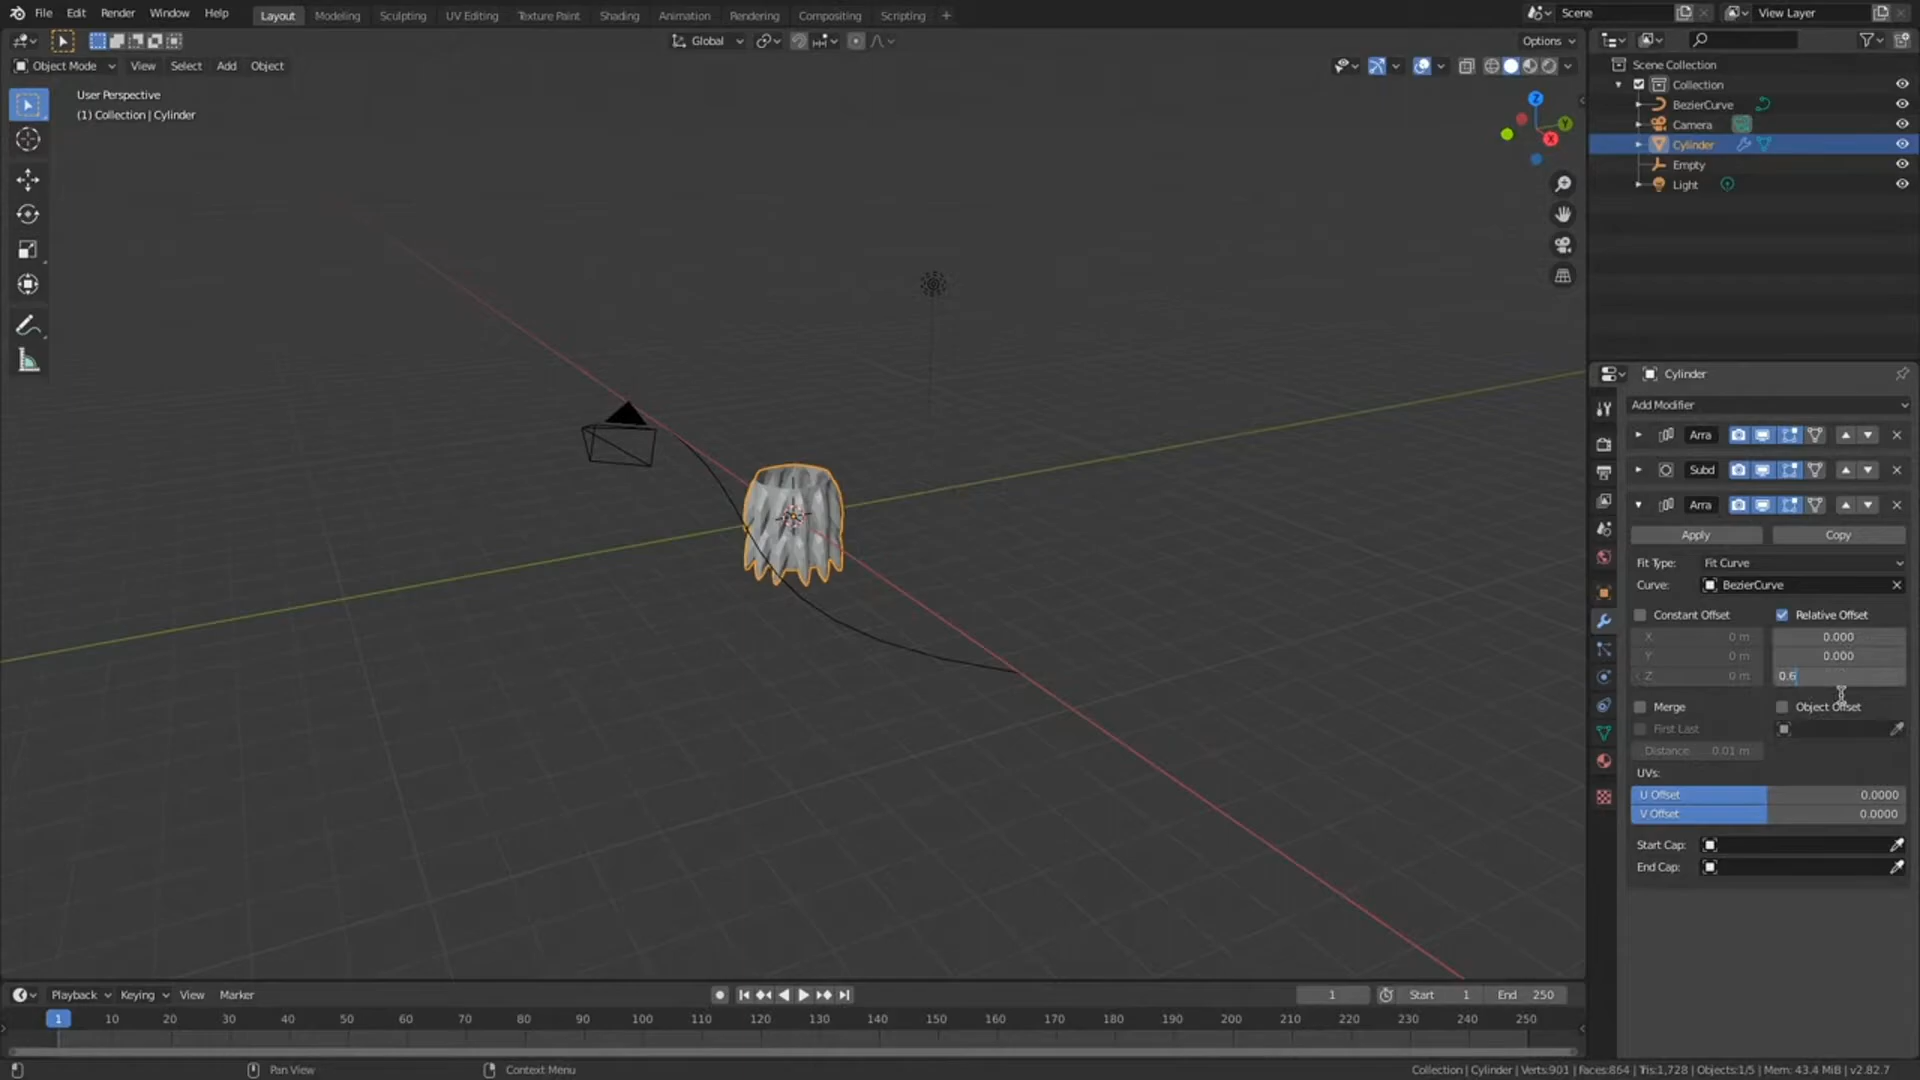 File Edit Render Window Help Layout Modeling Sculpting UV Editing Texture Paint Shading Animation Rendering Compositing Scripting + Scene View Layer
Global Options
Object Mode View Select Add Object
User Perspective
(1) Collection | Cylinder
Z
Y
X
Scene Collection
Collection
BezierCurve
Camera
Cylinder
Empty
Light
Cylinder
Add Modifier
Arra
Subd
Arra
Apply Copy
Fit Type: Fit Curve
Curve: BezierCurve
Constant Offset Relative Offset
X 0 m 0.000
Y 0 m 0.000
Z 0 m 0.6
Merge Object Offset
First Last
Distance 0.01 m
UVs:
U Offset 0.0000
V Offset 0.0000
Start Cap:
End Cap:
Playback Keying View Marker 1 Start 1 End 250
1 10 20 30 40 50 60 70 80 90 100 110 120 130 140 150 160 170 180 190 200 210 220 230 240 250
Pan View Context Menu Collection | Cylinder | Verts:901 | Faces:864 | Tris:1,728 | Objects:1/5 | Mem: 43.4 MiB | v2.82.7